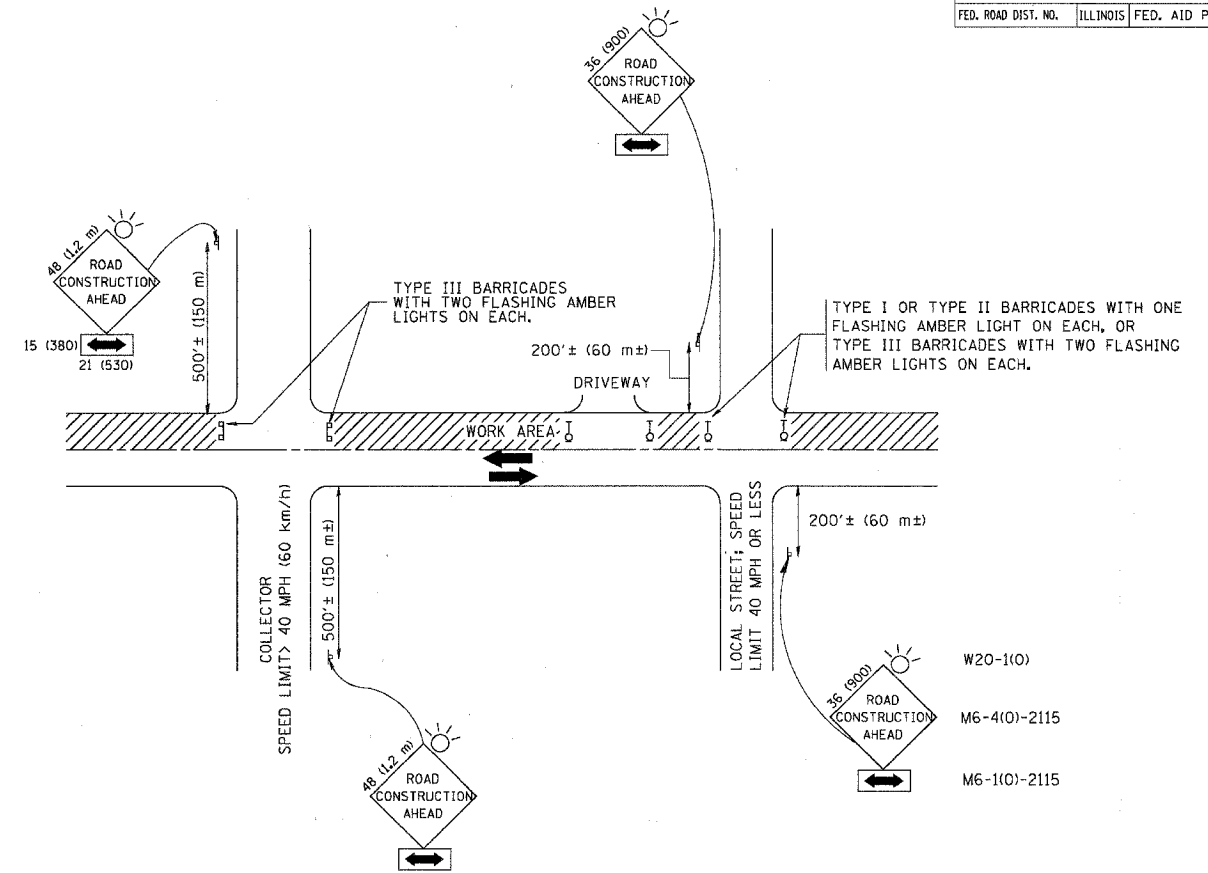 FED. ROAD DIST. NO. ILLINOIS FED. AID P
36 (900)
ROAD
CONSTRUCTION
AHEAD
48 (1.2 m)
ROAD
CONSTRUCTION
AHEAD
15 (380)
21 (530)
500'± (150 m)
TYPE III BARRICADES
WITH TWO FLASHING AMBER
LIGHTS ON EACH.
200'± (60 m±)
DRIVEWAY
TYPE I OR TYPE II BARRICADES WITH ONE
FLASHING AMBER LIGHT ON EACH, OR
TYPE III BARRICADES WITH TWO FLASHING
AMBER LIGHTS ON EACH.
WORK AREA
COLLECTOR
SPEED LIMIT> 40 MPH (60 km/h)
500'± (150 m±)
LOCAL STREET; SPEED
LIMIT 40 MPH OR LESS
200'± (60 m±)
48 (1.2 m)
ROAD
CONSTRUCTION
AHEAD
36 (900)
ROAD
CONSTRUCTION
AHEAD
W20-1(O)
M6-4(O)-2115
M6-1(O)-2115